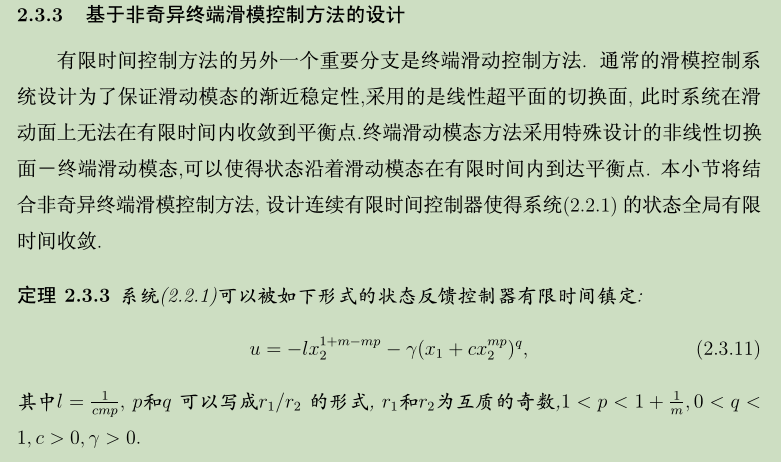 2.3.3 基于非奇异终端滑模控制方法的设计
有限时间控制方法的另外一个重要分支是终端滑动控制方法. 通常的滑模控制系
统设计为了保证滑动模态的渐近稳定性,采用的是线性超平面的切换面, 此时系统在滑
动面上无法在有限时间内收敛到平衡点.终端滑动模态方法采用特殊设计的非线性切换
面－终端滑动模态,可以使得状态沿着滑动模态在有限时间内到达平衡点. 本小节将结
合非奇异终端滑模控制方法, 设计连续有限时间控制器使得系统(2.2.1) 的状态全局有限
时间收敛.
定理 2.3.3 系统(2.2.1)可以被如下形式的状态反馈控制器有限时间镇定:
$u = -lx_2^{1+m-mp} - \gamma(x_1 + cx_2^{mp})^q,$ (2.3.11)
其中$l = \frac{1}{cmp}$, p和q 可以写成$r_1/r_2$ 的形式, $r_1$和$r_2$为互质的奇数,$1 < p < 1 + \frac{1}{m}, 0 < q <$
$1, c > 0, \gamma > 0.$